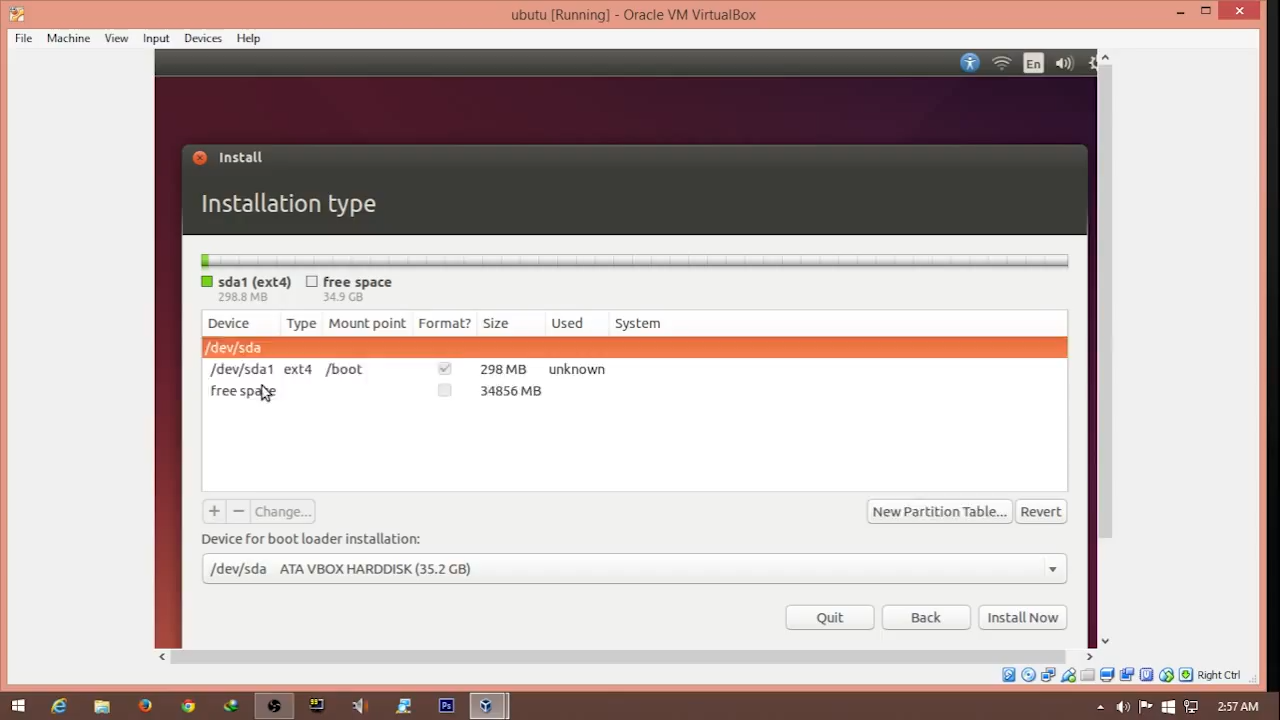 ubutu [Running] - Oracle VM VirtualBox
File Machine View Input Devices Help
En
Install
Installation type
sda1 (ext4) free space
298.8 MB 34.9 GB
Device Type Mount point Format? Size Used System
/dev/sda
/dev/sda1 ext4 /boot 298 MB unknown
free space 34856 MB
+ − Change... New Partition Table... Revert
Device for boot loader installation:
/dev/sda ATA VBOX HARDDISK (35.2 GB)
Quit Back Install Now
Right Ctrl
Ps
2:57 AM